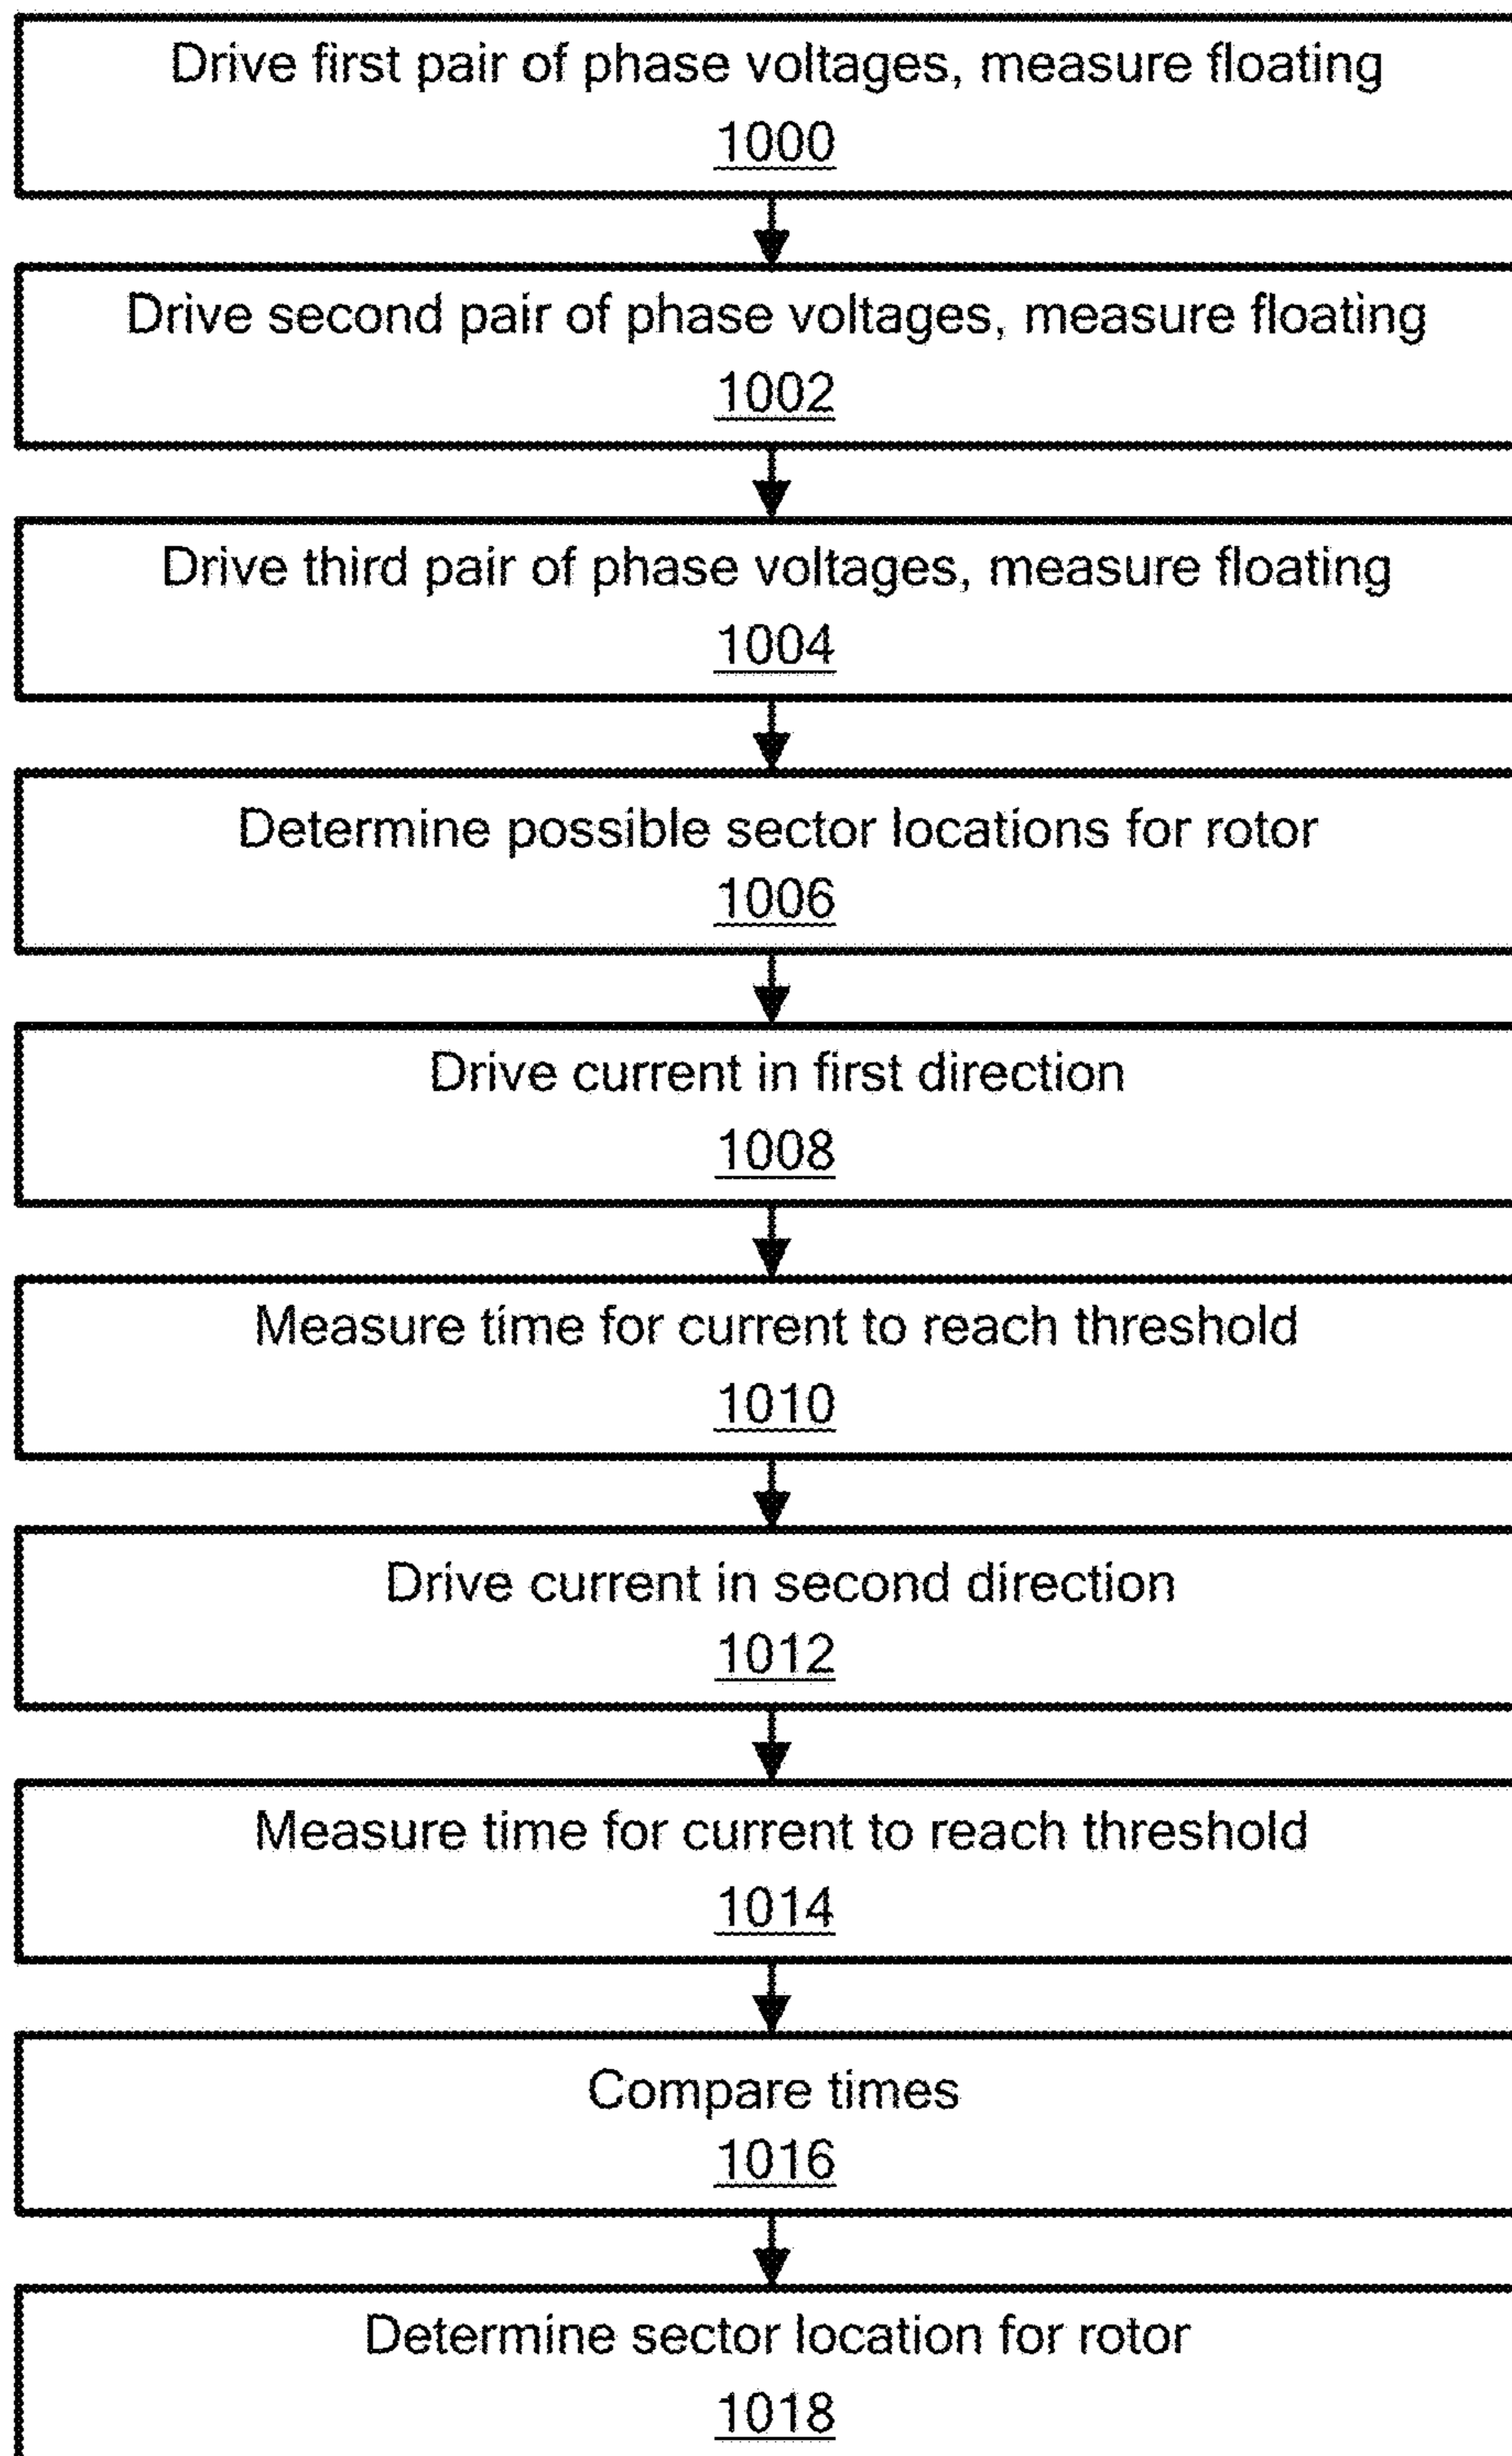 Drive first pair of phase voltages, measure floating
1000
Drive second pair of phase voltages, measure floating
1002
Drive third pair of phase voltages, measure floating
1004
Determine possible sector locations for rotor
1006
Drive current in first direction
1008
Measure time for current to reach threshold
1010
Drive current in second direction
1012
Measure time for current to reach threshold
1014
Compare times
1016
Determine sector location for rotor
1018